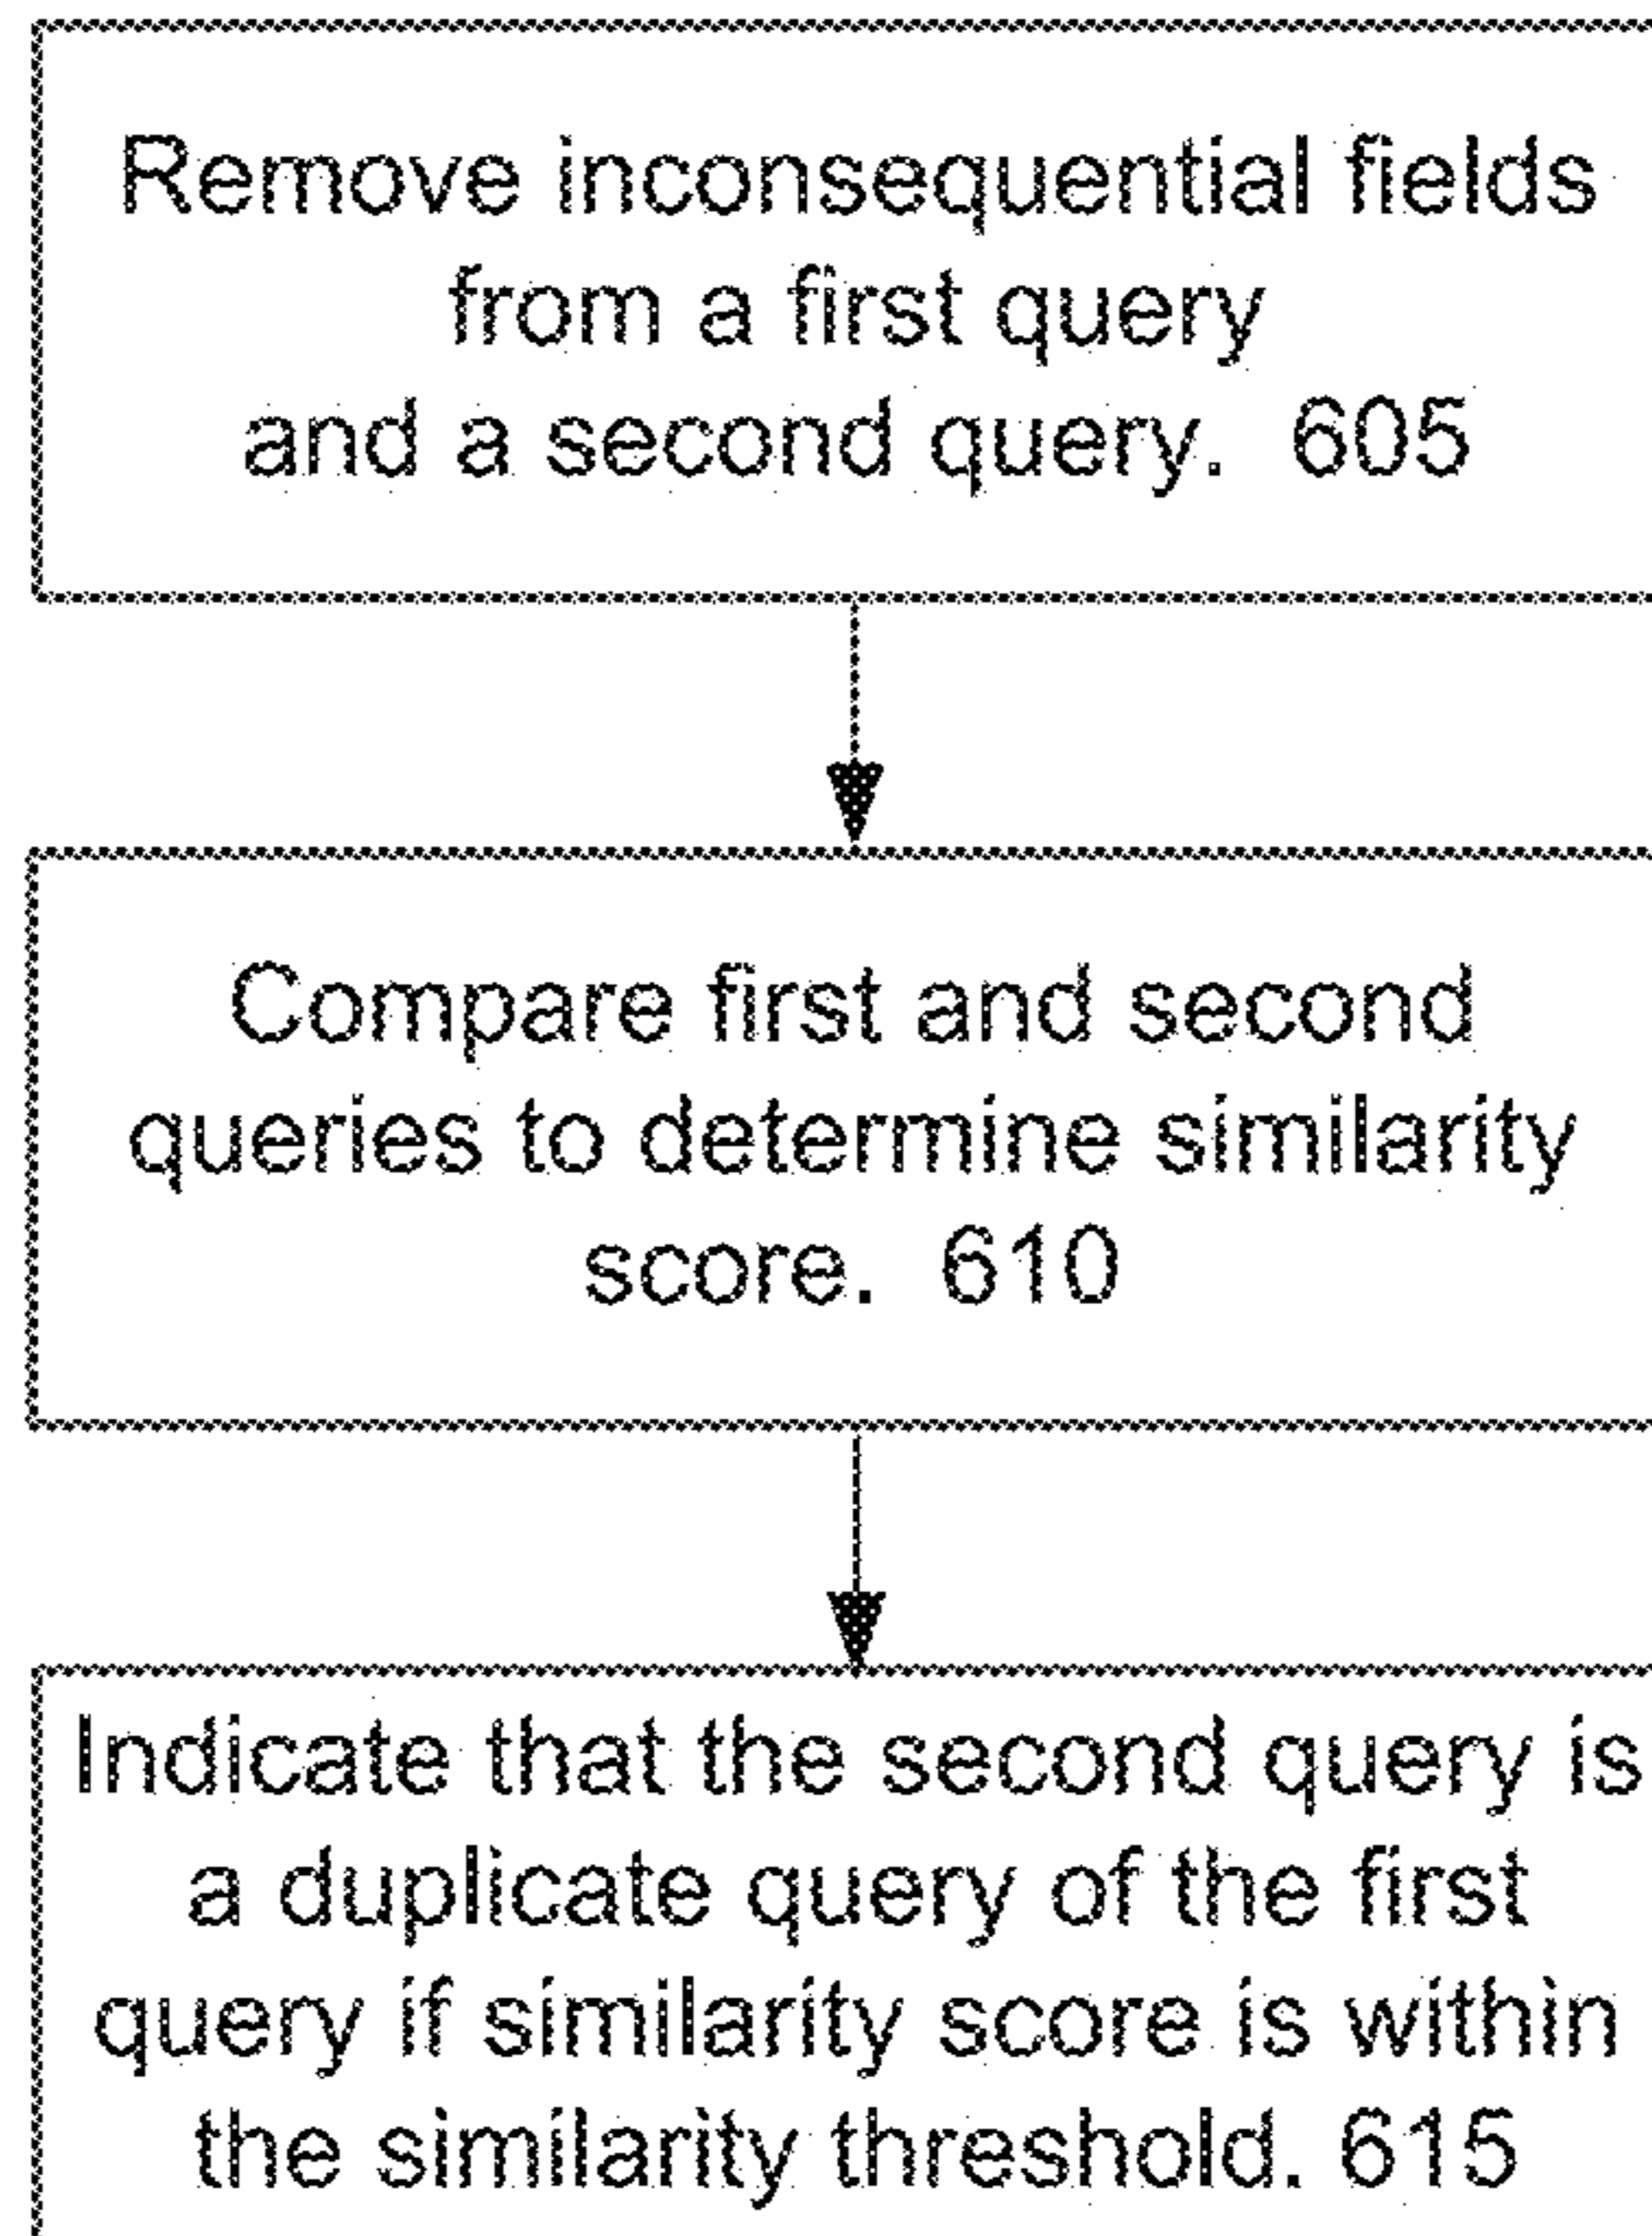 Remove inconsequential fields
from a first query
and a second query. 605
Compare first and second
queries to determine similarity
score. 610
Indicate that the second query is
a duplicate query of the first
query if similarity score is within
the similarity threshold. 615